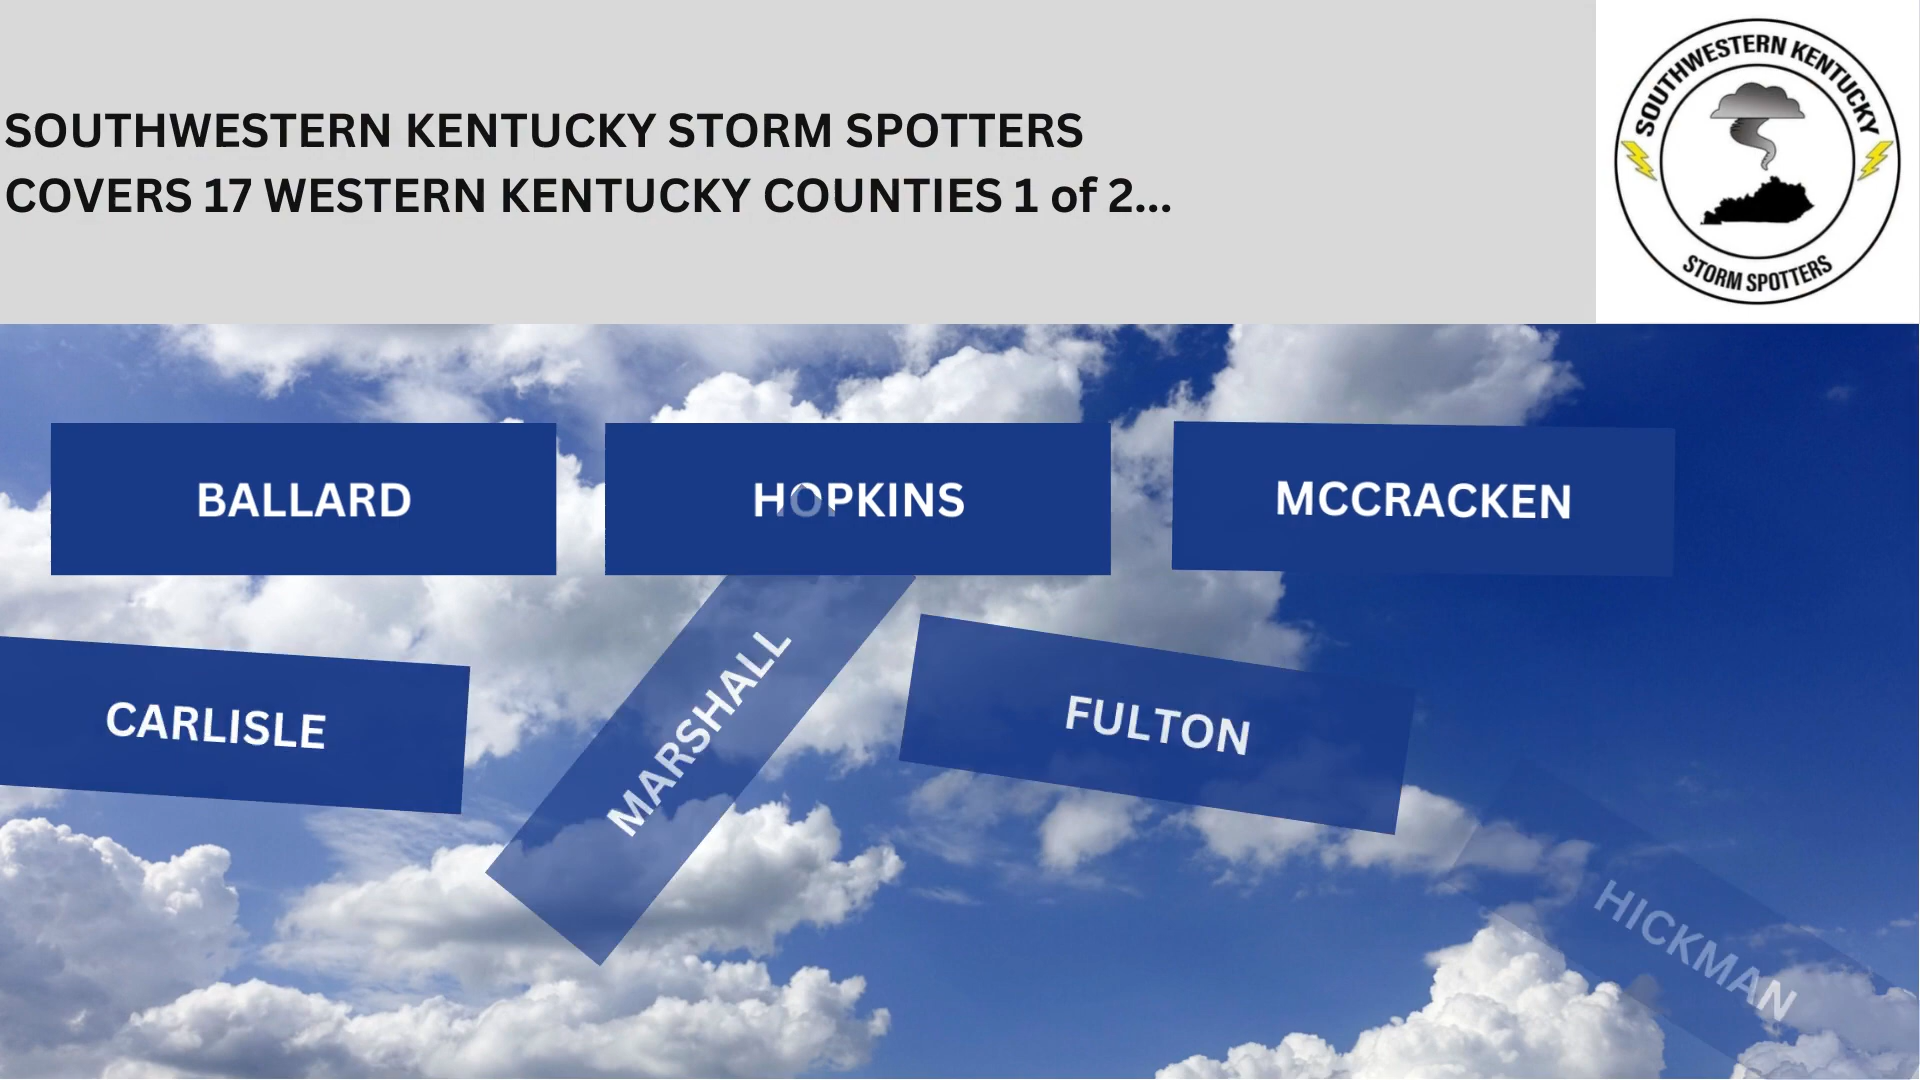 SOUTHWESTERN KENTUCKY STORM SPOTTERS
COVERS 17 WESTERN KENTUCKY COUNTIES 1 of 2...
SOUTHWESTERN KENTUCKY
STORM SPOTTERS
BALLARD
HOPKINS
MCCRACKEN
CARLISLE
MARSHALL
FULTON
HICKMAN